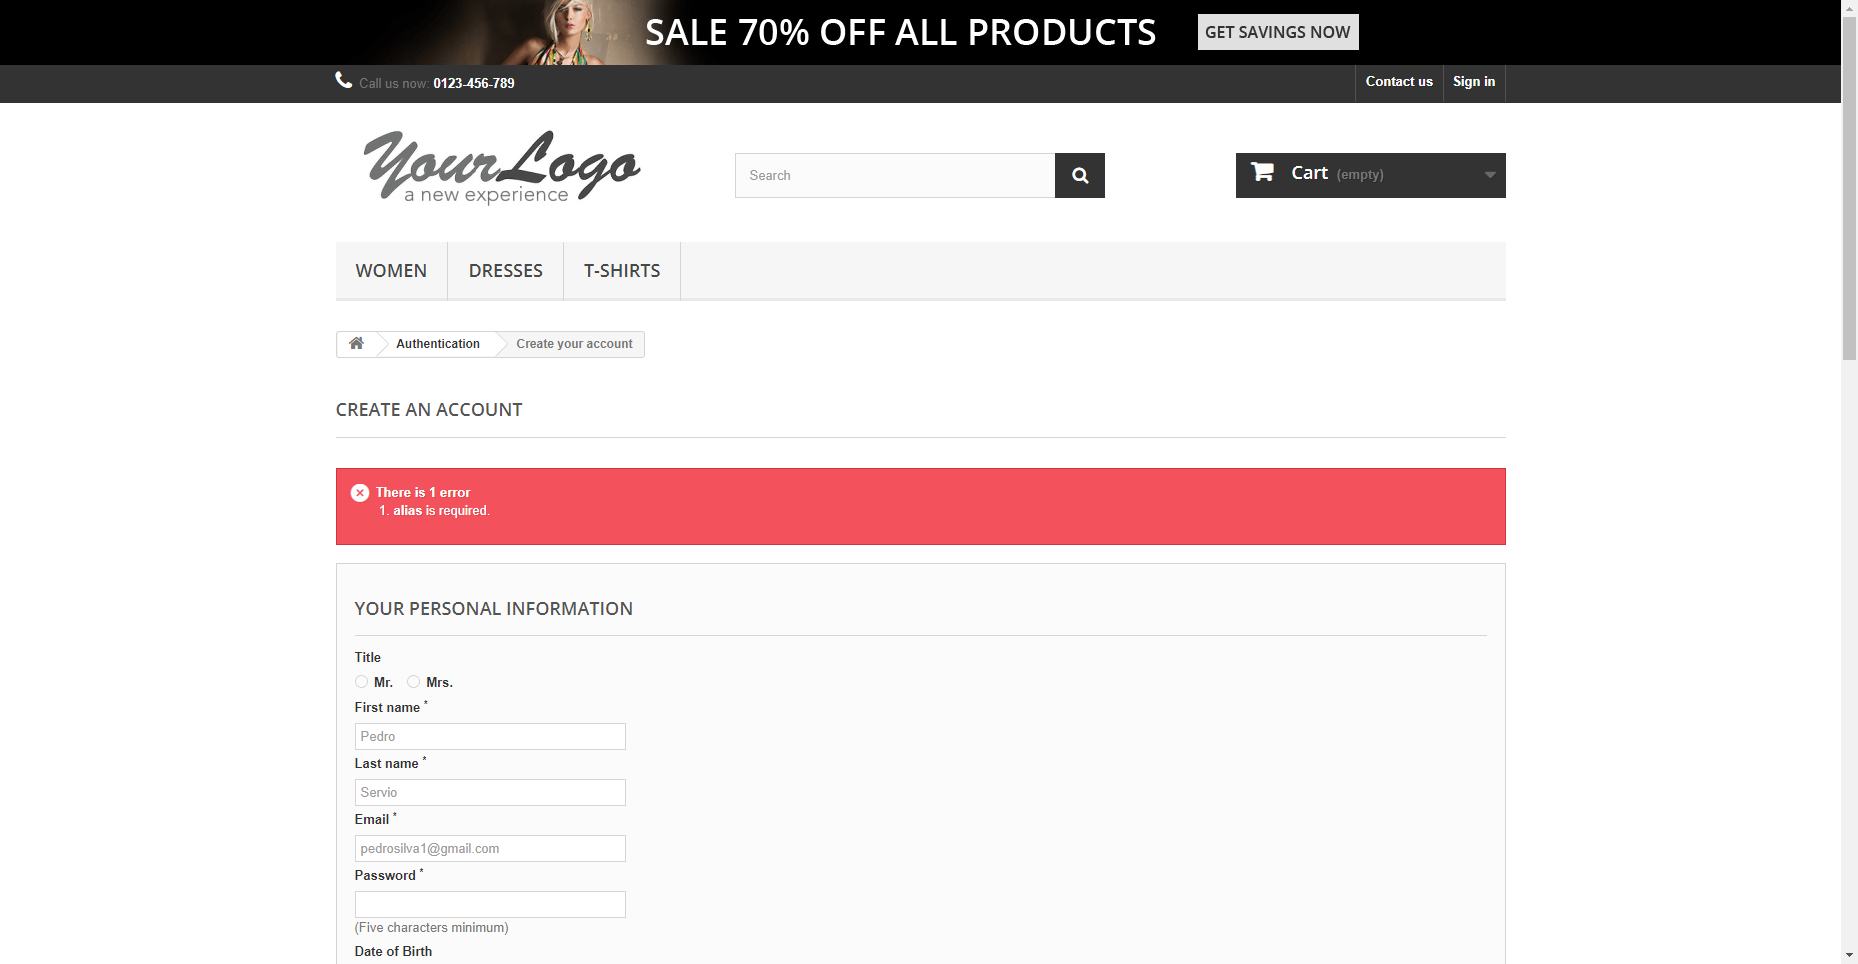 SALE 70% OFF ALL PRODUCTS GET SAVINGS NOW
Call us now: 0123-456-789 Contact us Sign in
YourLogo
a new experience
Search
Cart (empty)
WOMEN DRESSES T-SHIRTS
Authentication Create your account
CREATE AN ACCOUNT
There is 1 error
1. alias is required.
YOUR PERSONAL INFORMATION
Title
Mr. Mrs.
First name *
Pedro
Last name *
Servio
Email *
pedrosilva1@gmail.com
Password *
(Five characters minimum)
Date of Birth